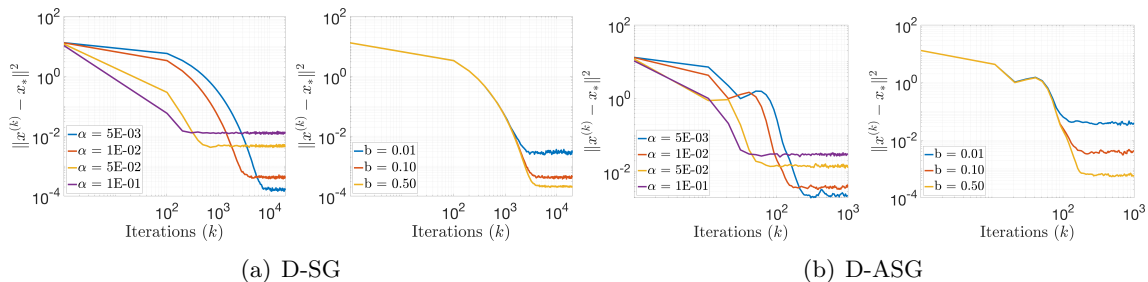 ‖x^(k) − x_*‖^2
10^2
10^0
10^-2
10^-4
α = 5E-03
α = 1E-02
α = 5E-02
α = 1E-01
10^2 10^3 10^4
Iterations (k)
‖x^(k) − x_*‖^2
10^2
10^0
10^-2
10^-4
b = 0.01
b = 0.10
b = 0.50
10^2 10^3 10^4
Iterations (k)
(a) D-SG
‖x^(k) − x_*‖^2
10^2
10^0
10^-2
α = 5E-03
α = 1E-02
α = 5E-02
α = 1E-01
10^2 10^3
Iterations (k)
‖x^(k) − x_*‖^2
10^2
10^0
10^-2
10^-4
b = 0.01
b = 0.10
b = 0.50
10^2 10^3
Iterations (k)
(b) D-ASG